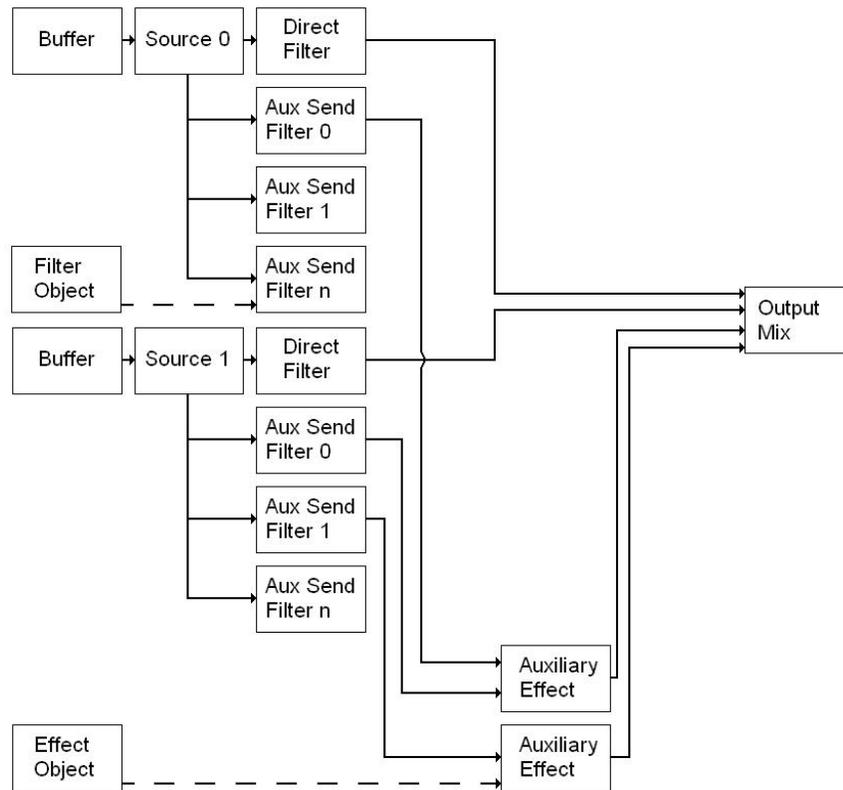 Buffer
Source 0
Direct
Filter
Aux Send
Filter 0
Aux Send
Filter 1
Filter
Object
Aux Send
Filter n
Output
Mix
Buffer
Source 1
Direct
Filter
Aux Send
Filter 0
Aux Send
Filter 1
Aux Send
Filter n
Auxiliary
Effect
Effect
Object
Auxiliary
Effect